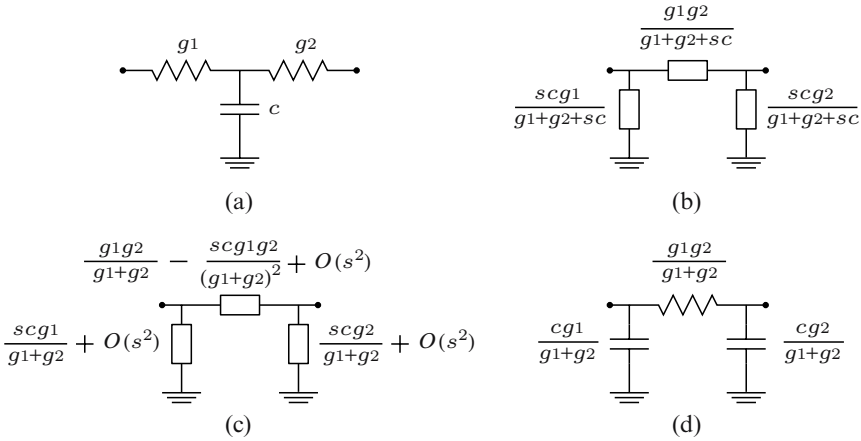 g1 g2
c
(a)
g1g2
g1+g2+sc
scg1
g1+g2+sc
scg2
g1+g2+sc
(b)
g1g2
g1+g2
− scg1g2
(g1+g2)²
+ O(s²)
scg1
g1+g2
+ O(s²)
scg2
g1+g2
+ O(s²)
(c)
g1g2
g1+g2
cg1
g1+g2
cg2
g1+g2
(d)